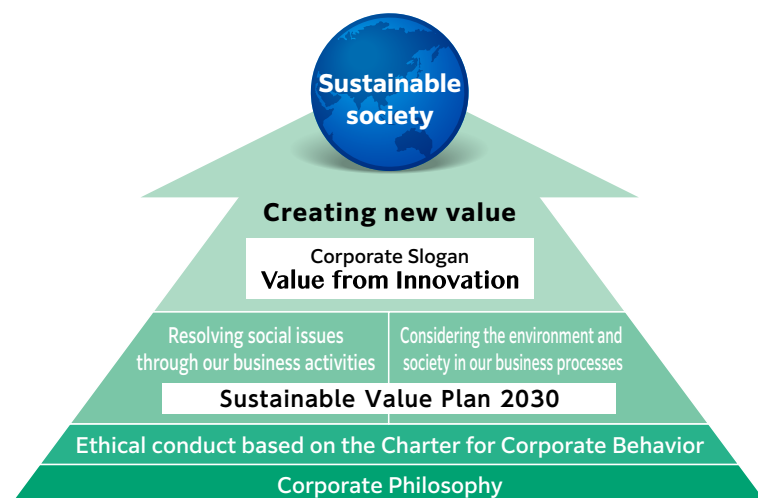 Sustainable
society
Creating new value
Corporate Slogan
Value from Innovation
Resolving social issues
through our business activities
Considering the environment and
society in our business processes
Sustainable Value Plan 2030
Ethical conduct based on the Charter for Corporate Behavior
Corporate Philosophy